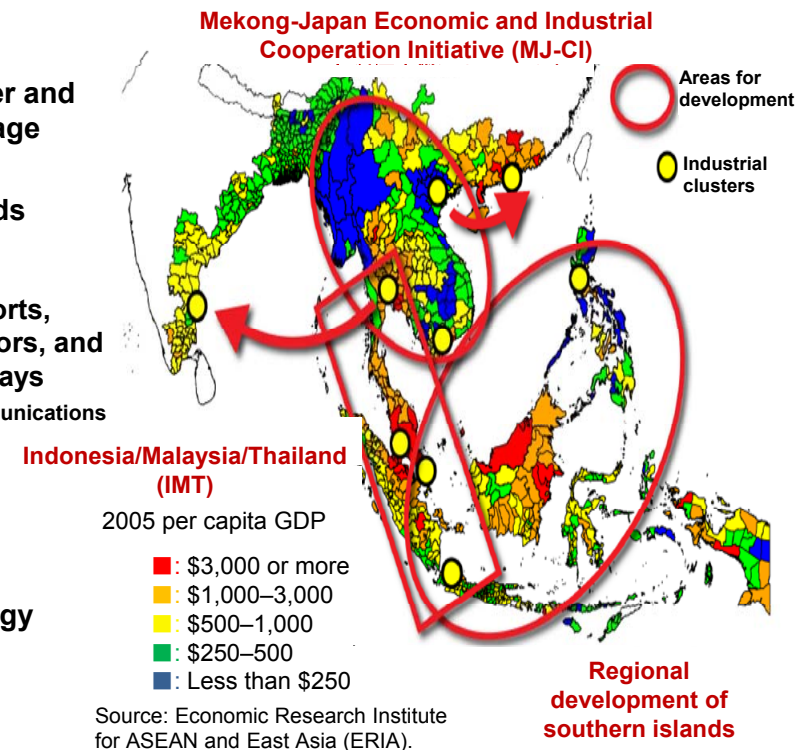 Mekong-Japan Economic and Industrial
Cooperation Initiative (MJ-CI)
Areas for
development
Industrial
clusters
er and
age
ds
orts,
ors, and
ays
munications
Indonesia/Malaysia/Thailand
(IMT)
2005 per capita GDP
: $3,000 or more
: $1,000–3,000
: $500–1,000
: $250–500
: Less than $250
gy
Source: Economic Research Institute
for ASEAN and East Asia (ERIA).
Regional
development of
southern islands